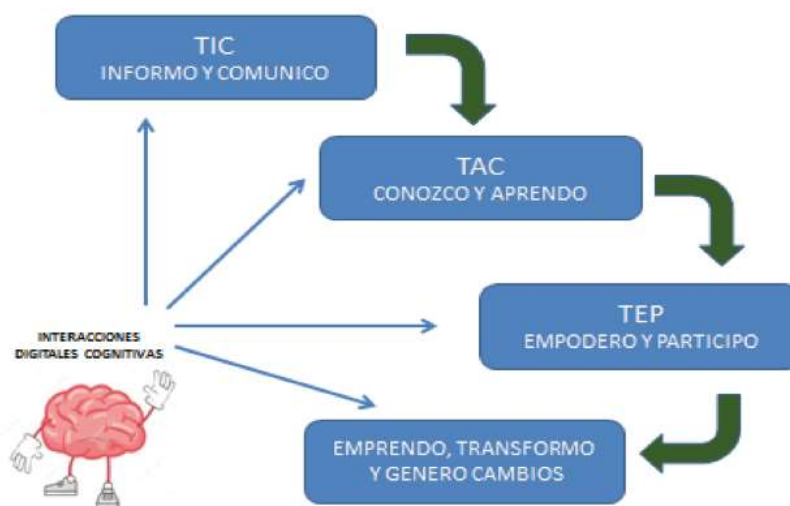 TIC
INFORMO Y COMUNICO
TAC
CONOZCO Y APRENDO
TEP
EMPODERO Y PARTICIPO
INTERACCIONES
DIGITALES COGNITIVAS
EMPRENDO, TRANSFORMO
Y GENERO CAMBIOS